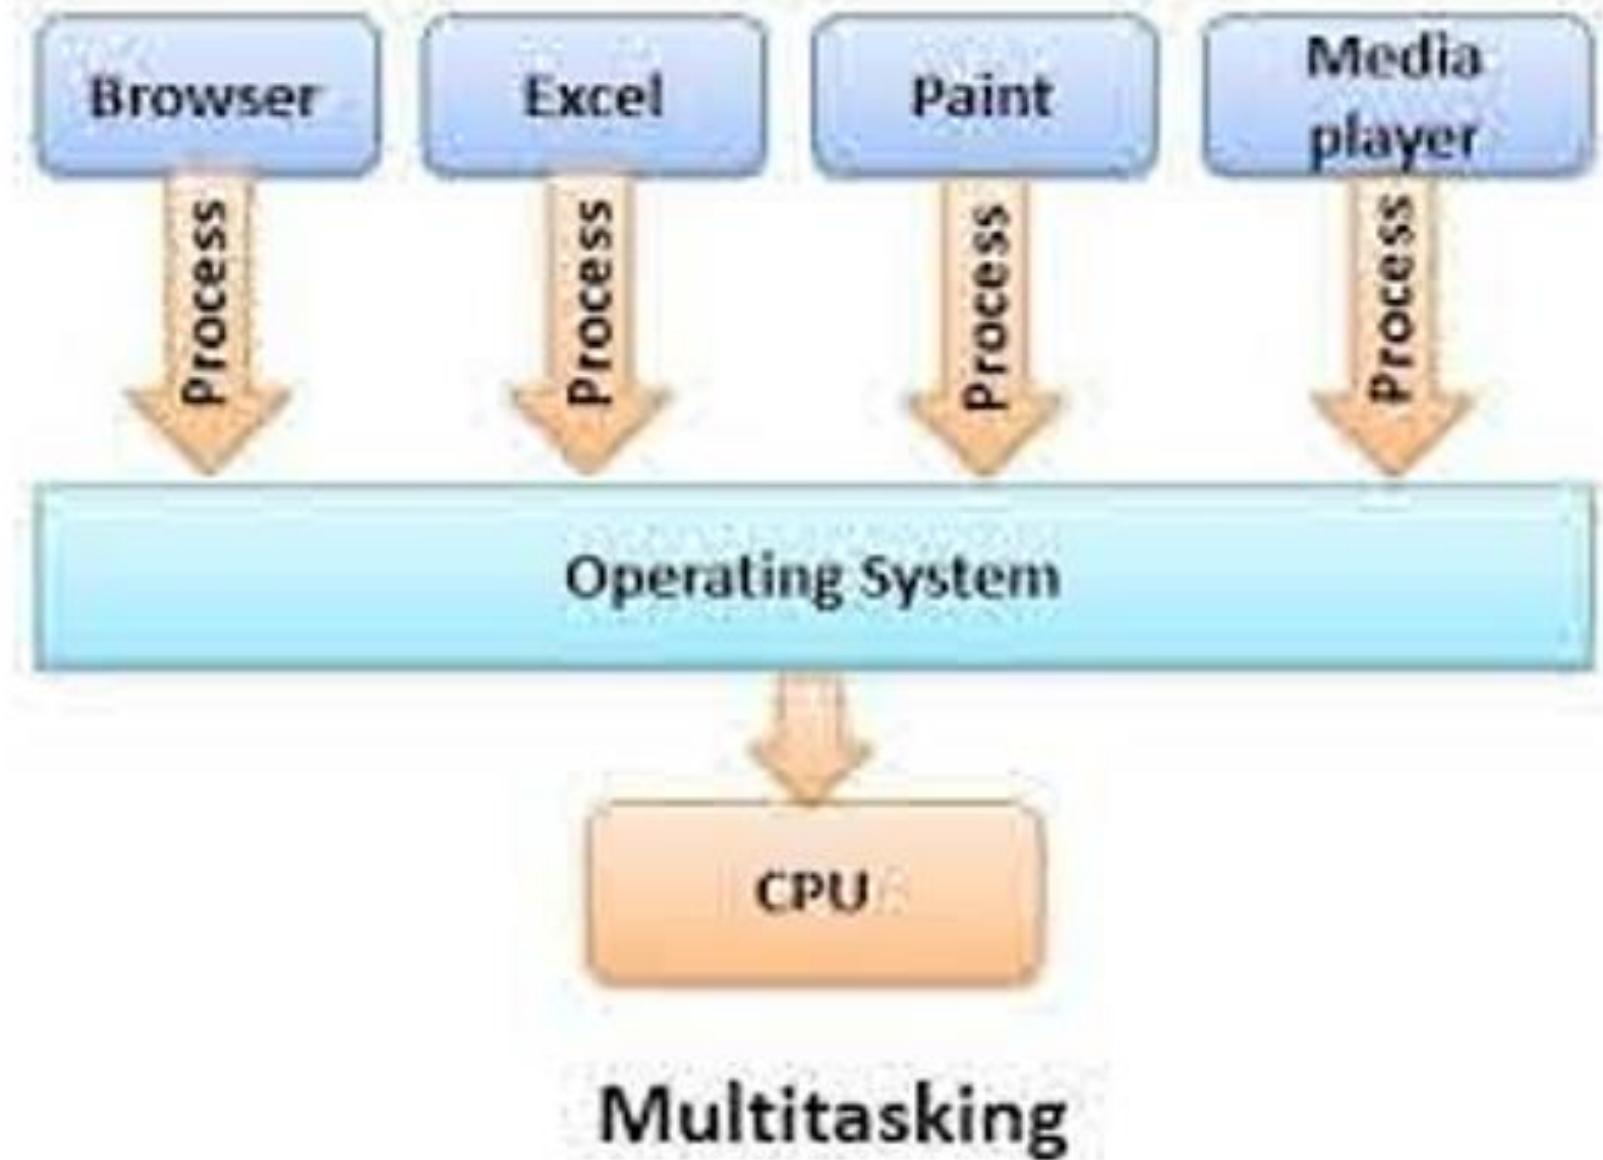 Browser
Excel
Paint
Media
player
Process
Process
Process
Process
Operating System
CPU
Multitasking